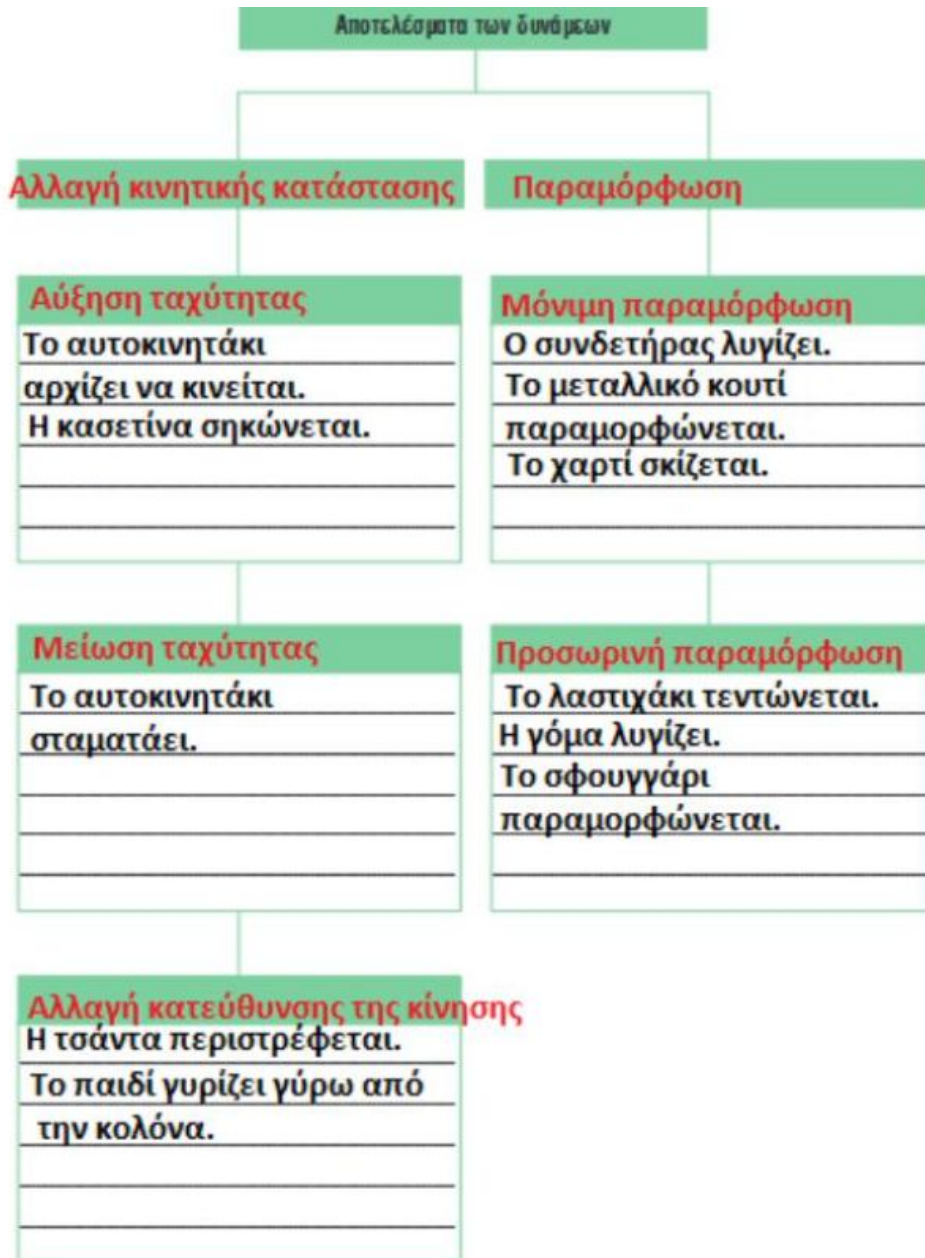 Αποτελέσματα των δυνάμεων
Αλλαγή κινητικής κατάστασης
Παραμόρφωση
Αύξηση ταχύτητας
Το αυτοκινητάκι
αρχίζει να κινείται.
Η κασετίνα σηκώνεται.
Μόνιμη παραμόρφωση
Ο συνδετήρας λυγίζει.
Το μεταλλικό κουτί
παραμορφώνεται.
Το χαρτί σκίζεται.
Μείωση ταχύτητας
Το αυτοκινητάκι
σταματάει.
Προσωρινή παραμόρφωση
Το λαστιχάκι τεντώνεται.
Η γόμα λυγίζει.
Το σφουγγάρι
παραμορφώνεται.
Αλλαγή κατεύθυνσης της κίνησης
Η τσάντα περιστρέφεται.
Το παιδί γυρίζει γύρω από
την κολόνα.